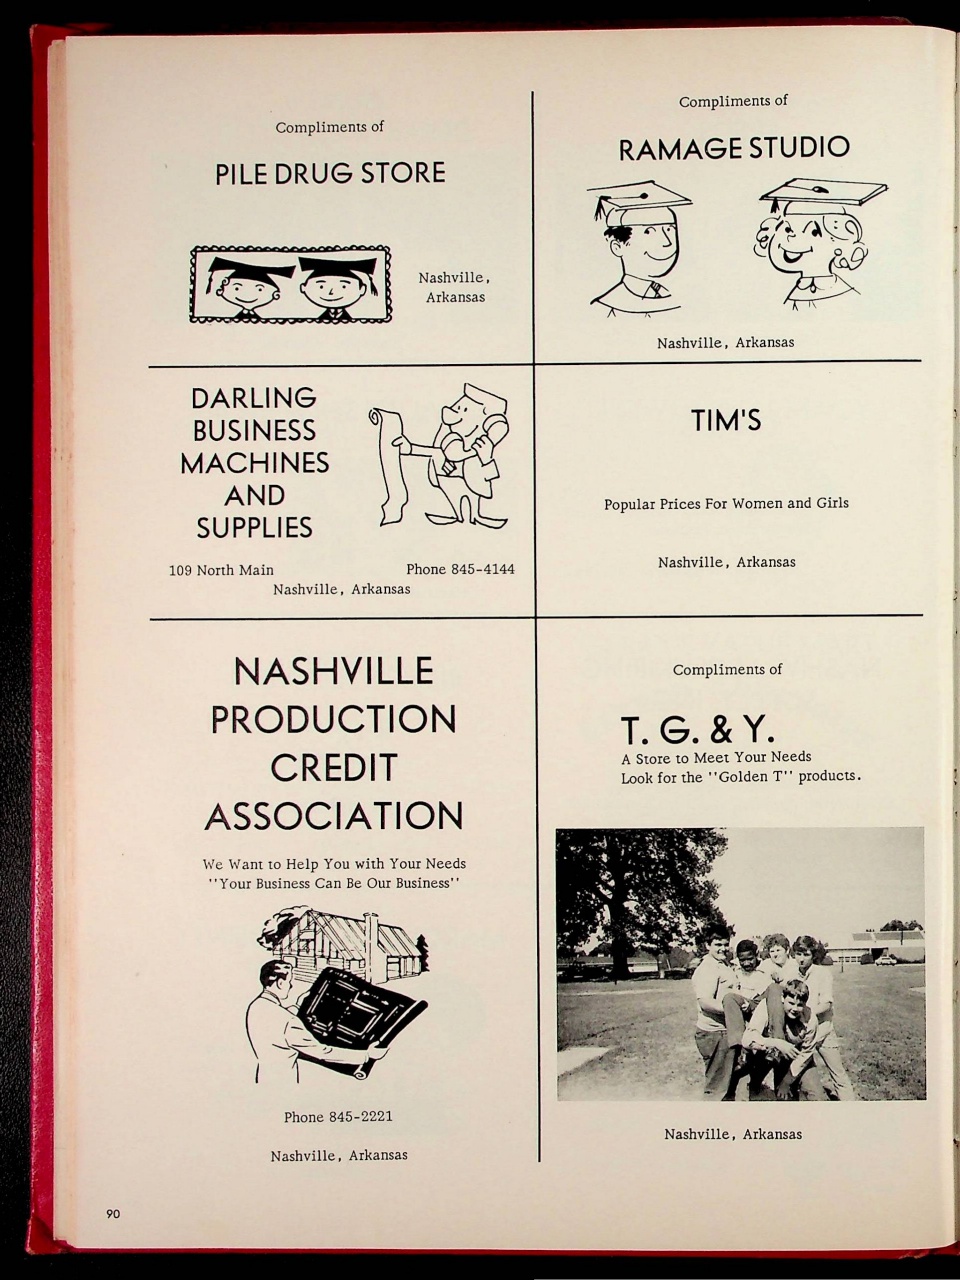 Compliments of
PILE DRUG STORE
Nashville,
Arkansas
Compliments of
RAMAGE STUDIO
Nashville, Arkansas
DARLING
BUSINESS
MACHINES
AND
SUPPLIES
109 North Main Phone 845-4144
Nashville, Arkansas
TIM'S
Popular Prices For Women and Girls
Nashville, Arkansas
NASHVILLE
PRODUCTION
CREDIT
ASSOCIATION
We Want to Help You with Your Needs
''Your Business Can Be Our Business''
Phone 845-2221
Nashville, Arkansas
Compliments of
T. G. & Y.
A Store to Meet Your Needs
Look for the ''Golden T'' products.
Nashville, Arkansas
90